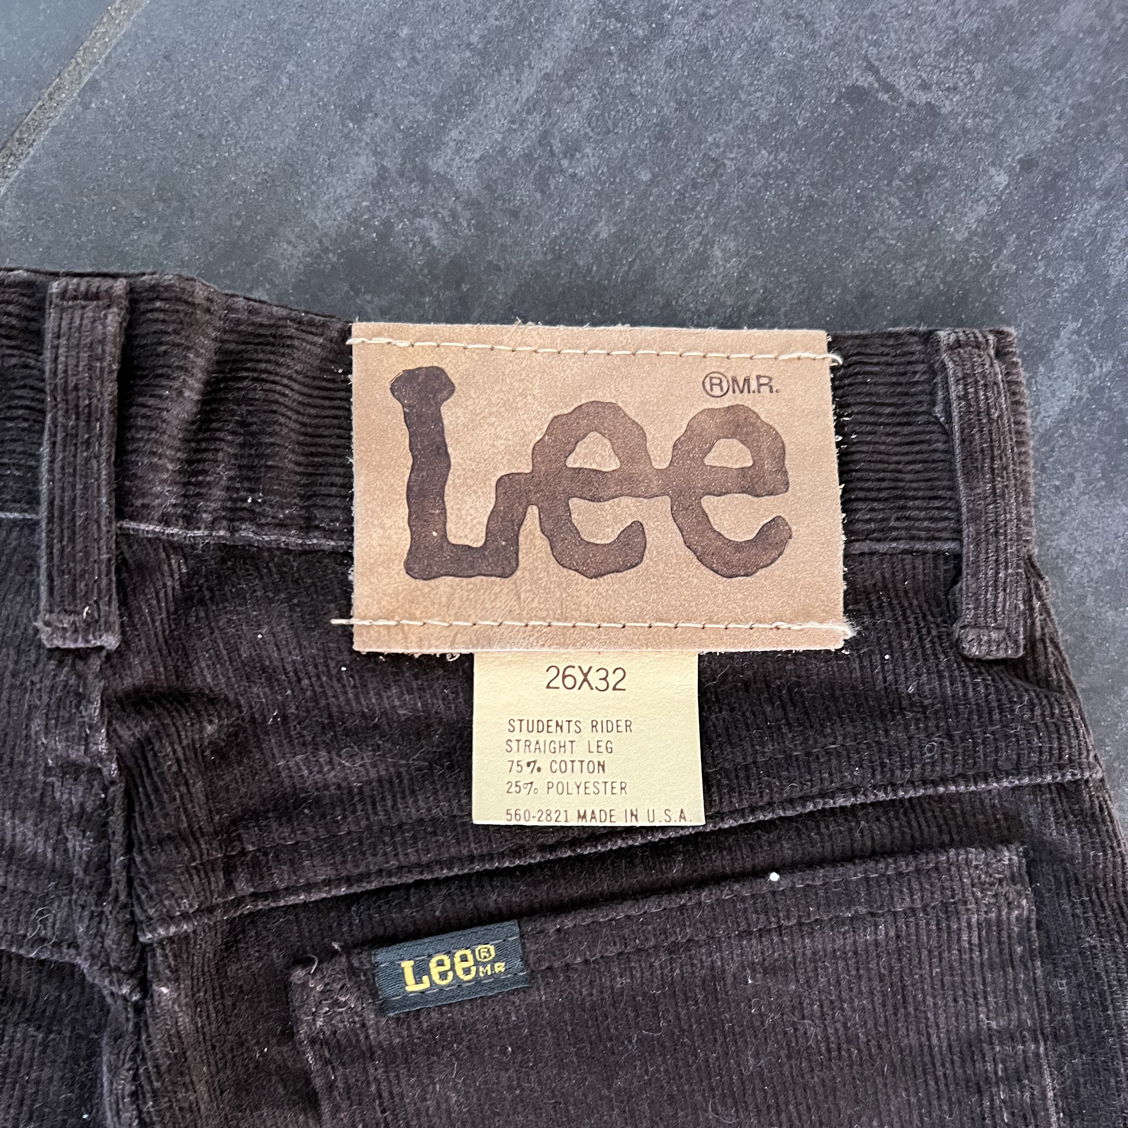 Lee ®M.R.
26X32
STUDENTS RIDER
STRAIGHT LEG
75% COTTON
25% POLYESTER
560-2821 MADE IN U.S.A.
Lee® M.R